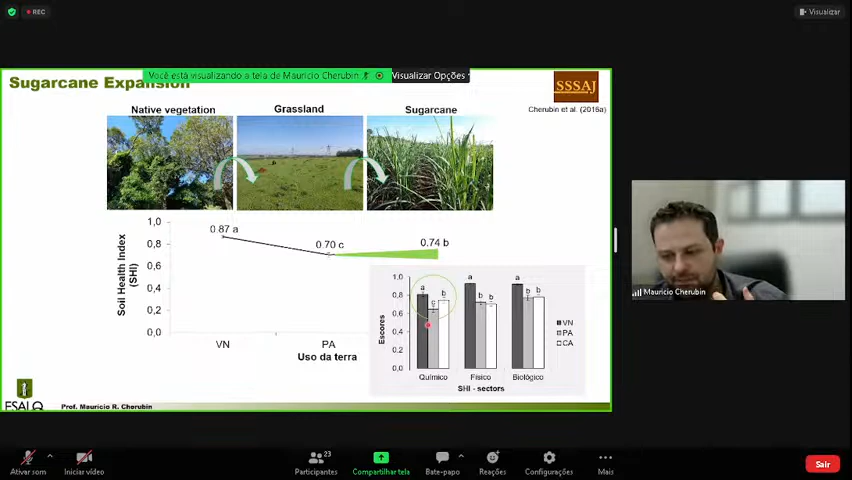 REC
Visualizar
Você está visualizando a tela de Mauricio Cherubin
Visualizar Opções
Sugarcane Expansion
SSSAJ
Native vegetation
Grassland
Sugarcane
Cherubin et al. (2016a)
Soil Health Index
(SHI)
1,0
0,8
0,6
0,4
0,2
0,0
0.87 a
0.70 c
0.74 b
VN
PA
Uso da terra
Escores
1,0
0,8
0,6
0,4
0,2
0,0
a
c
b
a
b
b
a
b
b
VN
PA
CA
Químico
Físico
Biológico
SHI - sectors
ESALQ
Prof. Maurício R. Cherubin
Mauricio Cherubin
Ativar som
Iniciar vídeo
23
Participantes
Compartilhar tela
Bate-papo
Reações
Configurações
Mais
Sair